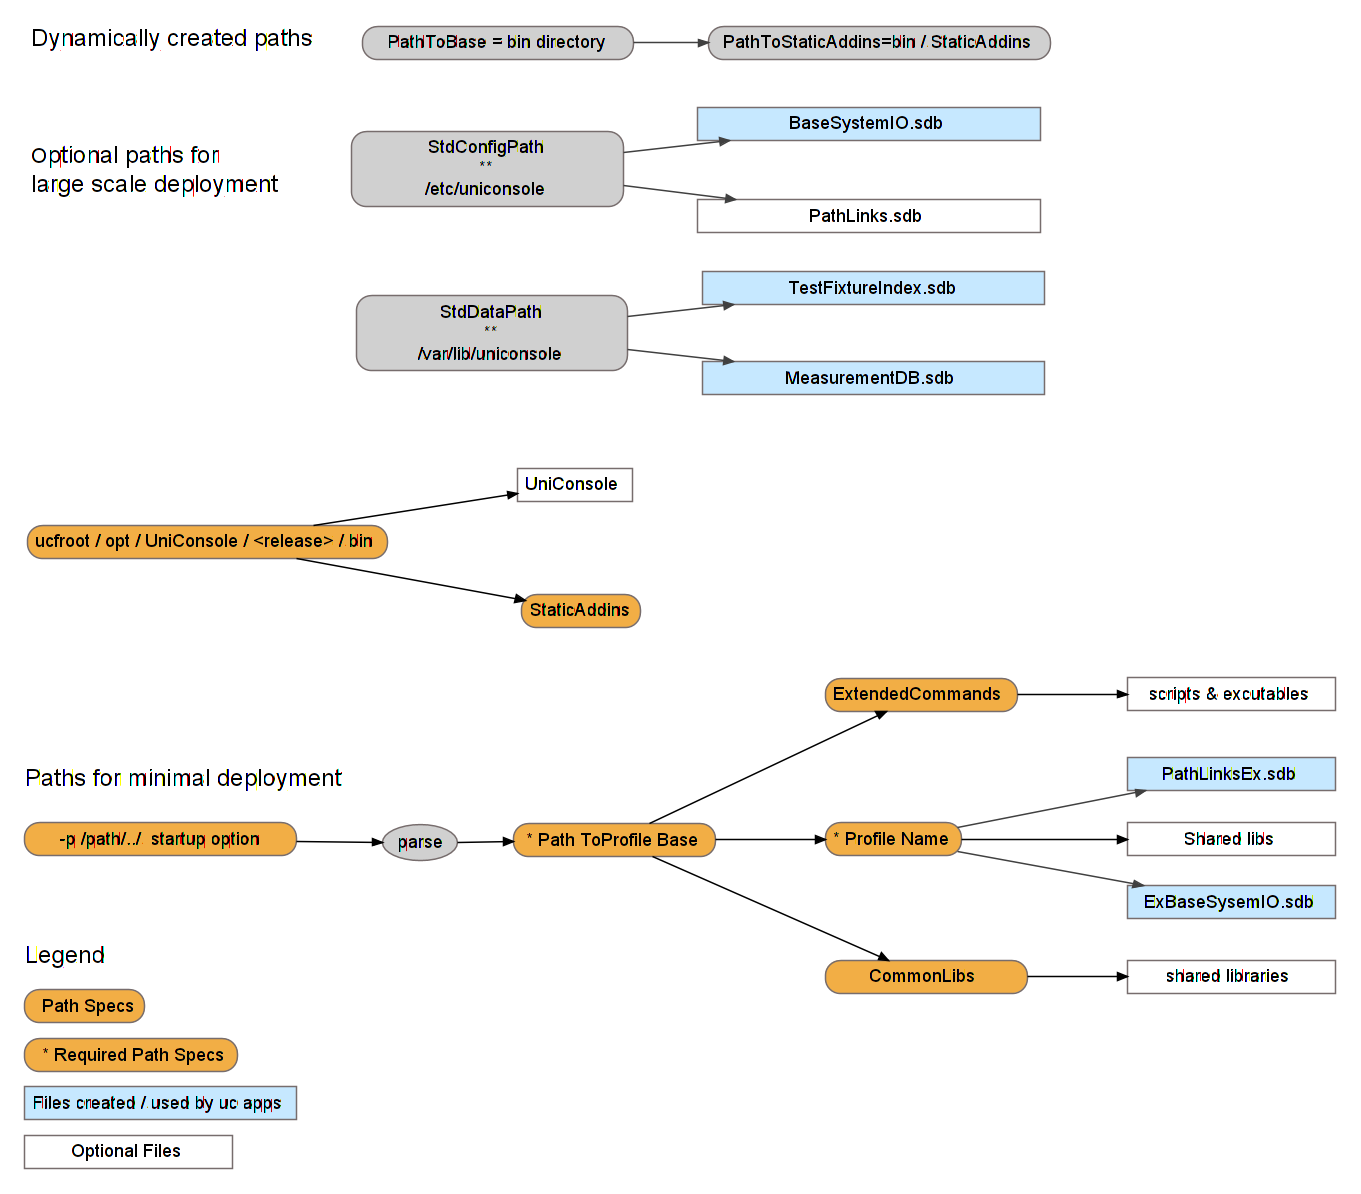 Dynamically created paths
PathToBase = bin directory
PathToStaticAddins=bin / StaticAddins
Optional paths for
large scale deployment
StdConfigPath
**
/etc/uniconsole
BaseSystemIO.sdb
PathLinks.sdb
StdDataPath
**
/var/lib/uniconsole
TestFixtureIndex.sdb
MeasurementDB.sdb
ucfroot / opt / UniConsole / <release> / bin
UniConsole
StaticAddins
Paths for minimal deployment
-p /path/../ startup option
parse
* Path ToProfile Base
ExtendedCommands
scripts & excutables
* Profile Name
PathLinksEx.sdb
Shared libs
ExBaseSysemIO.sdb
CommonLibs
shared libraries
Legend
Path Specs
* Required Path Specs
Files created / used by uc apps
Optional Files